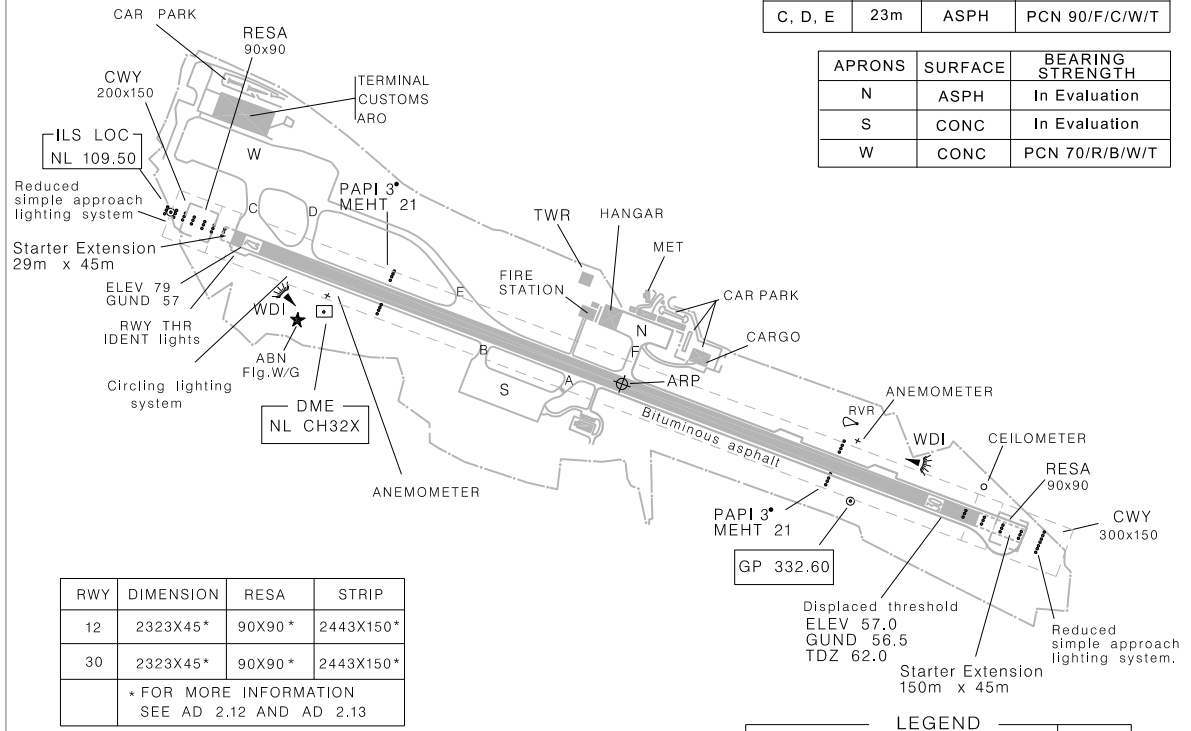 C, D, E 23m ASPH PCN 90/F/C/W/T
APRONS SURFACE BEARING STRENGTH
N ASPH In Evaluation
S CONC In Evaluation
W CONC PCN 70/R/B/W/T
CAR PARK
RESA
90x90
CWY
200x150
TERMINAL
CUSTOMS
ARO
ILS LOC
NL 109.50
W
Reduced
simple approach
lighting system
PAPI 3°
MEHT 21
C
D
TWR
HANGAR
MET
Starter Extension
29m x 45m
FIRE
STATION
CAR PARK
ELEV 79
GUND 57
E
WDI
N
CARGO
RWY THR
IDENT lights
F
ABN
Flg.W/G
B
A
ARP
Circling lighting
system
S
DME
NL CH32X
Bituminous asphalt
ANEMOMETER
RVR
WDI
CEILOMETER
ANEMOMETER
RESA
90x90
PAPI 3°
MEHT 21
CWY
300x150
GP 332.60
Displaced threshold
ELEV 57.0
GUND 56.5
TDZ 62.0
Reduced
simple approach
lighting system.
Starter Extension
150m x 45m
RWY DIMENSION RESA STRIP
12 2323X45* 90X90* 2443X150*
30 2323X45* 90X90* 2443X150*
* FOR MORE INFORMATION
SEE AD 2.12 AND AD 2.13
LEGEND